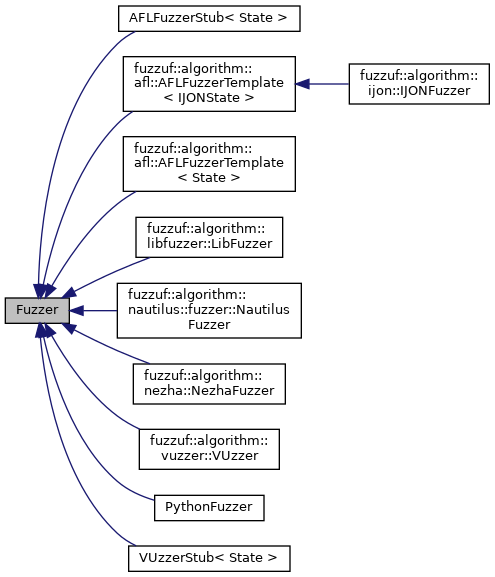 AFLFuzzerStub< State >
fuzzuf::algorithm::
afl::AFLFuzzerTemplate
< IJONState >
fuzzuf::algorithm::
ijon::IJONFuzzer
fuzzuf::algorithm::
afl::AFLFuzzerTemplate
< State >
fuzzuf::algorithm::
libfuzzer::LibFuzzer
Fuzzer
fuzzuf::algorithm::
nautilus::fuzzer::Nautilus
Fuzzer
fuzzuf::algorithm::
nezha::NezhaFuzzer
fuzzuf::algorithm::
vuzzer::VUzzer
PythonFuzzer
VUzzerStub< State >